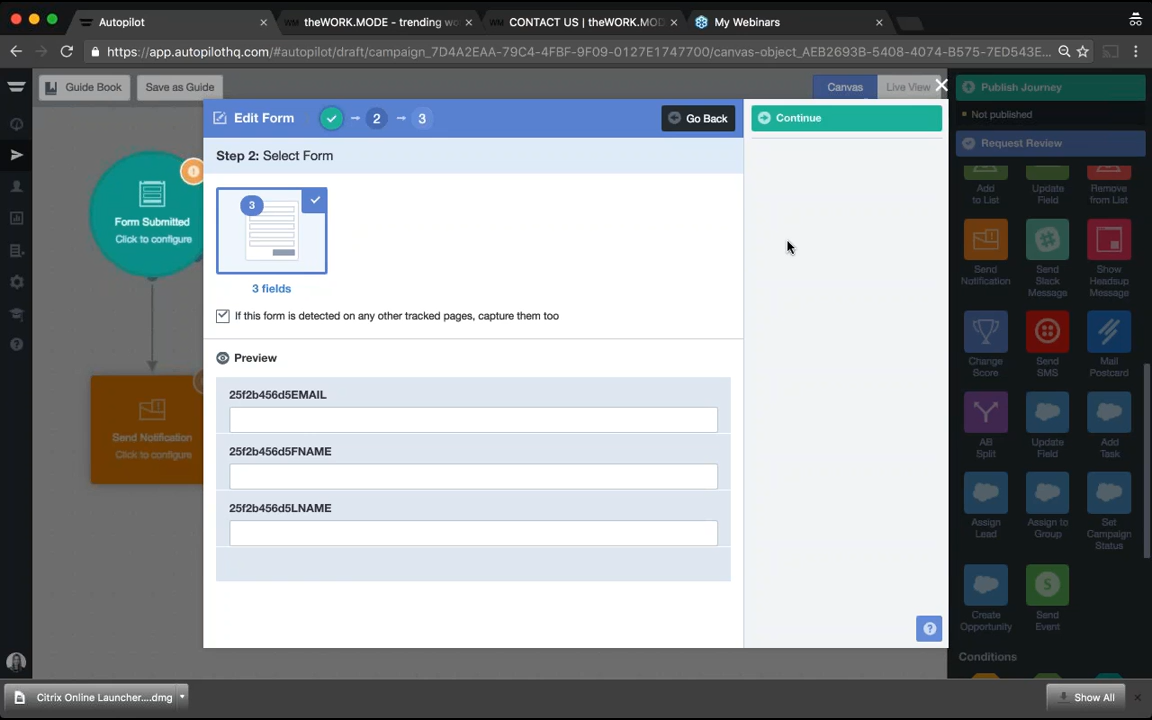 Autopilot
theWORK.MODE - trending wo
CONTACT US | theWORK.MOD
My Webinars
https://app.autopilothq.com/#autopilot/draft/campaign_7D4A2EAA-79C4-4FBF-9F09-0127E1747700/canvas-object_AEB2693B-5408-4074-B575-7ED543E...
Guide Book
Save as Guide
Canvas
Live View
Publish Journey
Not published
Request Review
Edit Form
2
3
Go Back
Continue
Step 2: Select Form
3
3 fields
If this form is detected on any other tracked pages, capture them too
Preview
25f2b456d5EMAIL
25f2b456d5FNAME
25f2b456d5LNAME
Form Submitted
Click to configure
Send Notification
Click to configure
Add
to List
Update
Field
Remove
from List
Send
Notification
Send
Slack
Message
Show
Headsup
Message
Change
Score
Send
SMS
Mail
Postcard
AB
Split
Update
Field
Add
Task
Assign
Lead
Assign to
Group
Set
Campaign
Status
Create
Opportunity
Send
Event
Conditions
Citrix Online Launcher....dmg
Show All